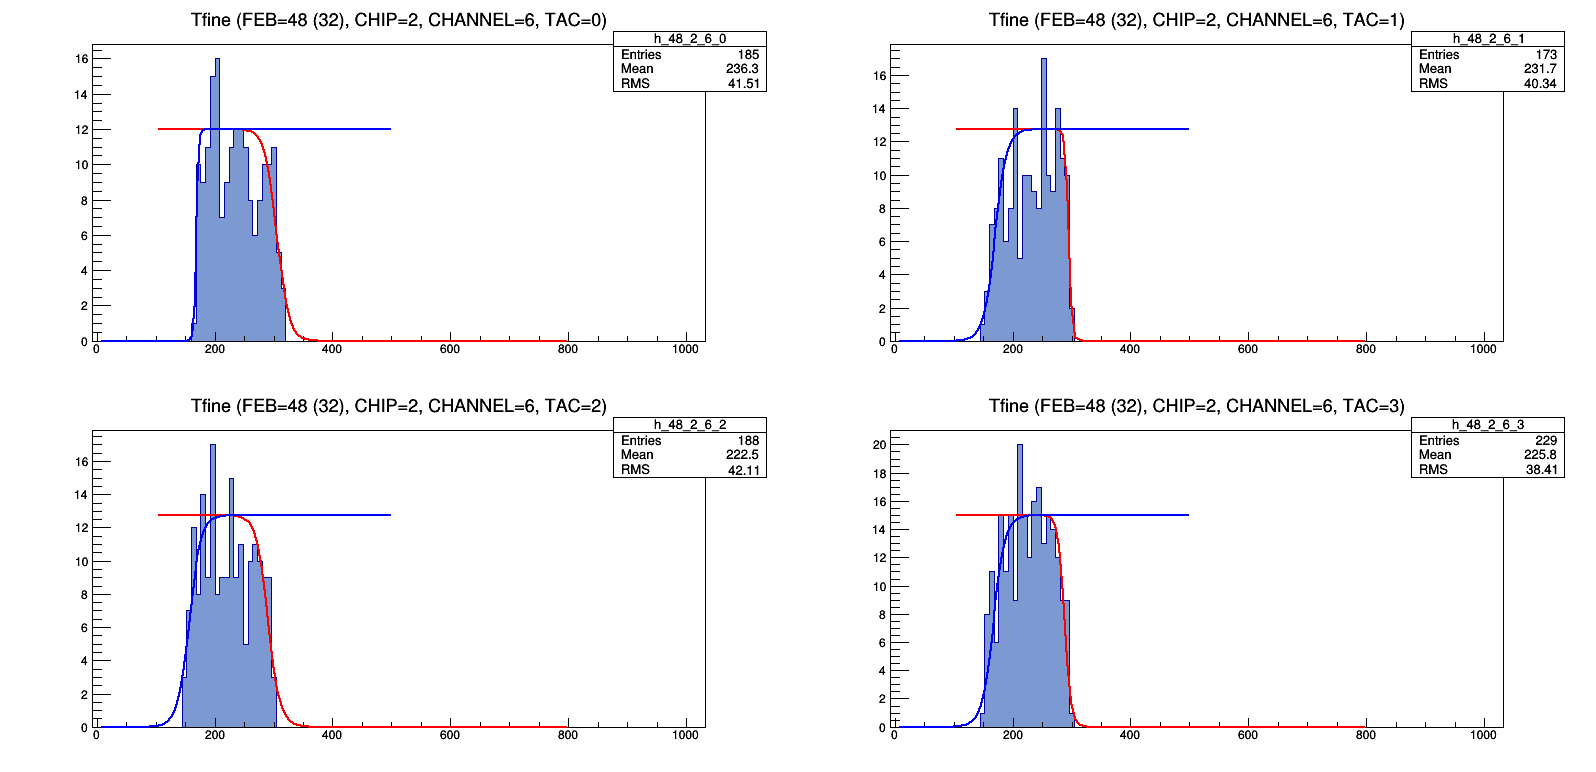 Tfine (FEB=48 (32), CHIP=2, CHANNEL=6, TAC=0)
h_48_2_6_0
Entries 185
Mean 236.3
RMS 41.51
16
14
12
10
8
6
4
2
0
0 200 400 600 800 1000
Tfine (FEB=48 (32), CHIP=2, CHANNEL=6, TAC=1)
h_48_2_6_1
Entries 173
Mean 231.7
RMS 40.34
16
14
12
10
8
6
4
2
0
0 200 400 600 800 1000
Tfine (FEB=48 (32), CHIP=2, CHANNEL=6, TAC=2)
h_48_2_6_2
Entries 188
Mean 222.5
RMS 42.11
16
14
12
10
8
6
4
2
0
0 200 400 600 800 1000
Tfine (FEB=48 (32), CHIP=2, CHANNEL=6, TAC=3)
h_48_2_6_3
Entries 229
Mean 225.8
RMS 38.41
20
18
16
14
12
10
8
6
4
2
0
0 200 400 600 800 1000